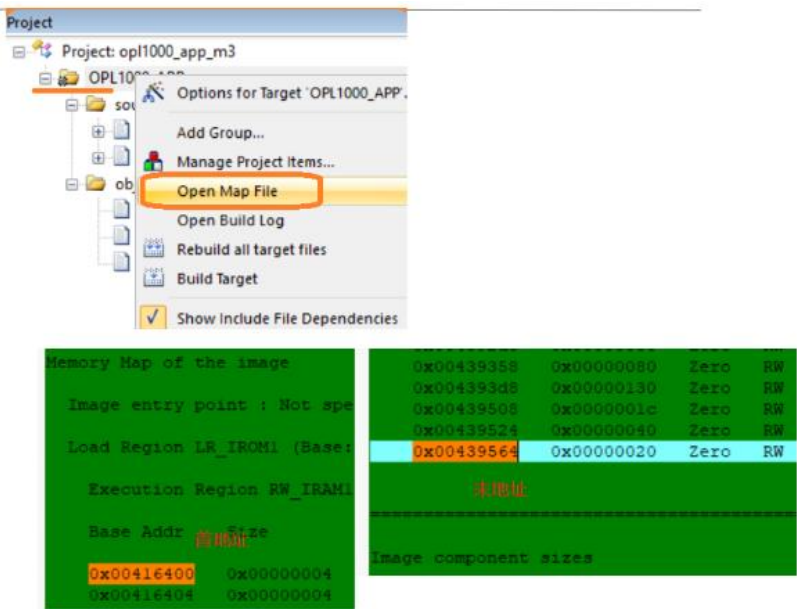 Project
Project: opl1000_app_m3
OPL1000_APP
Options for Target 'OPL1000_APP'.
sou
Add Group...
Manage Project Items...
obj
Open Map File
Open Build Log
Rebuild all target files
Build Target
Show Include File Dependencies
Memory Map of the image
Image entry point : Not spe
Load Region LR_IROM1 (Base:
Execution Region RW_IRAM1
Base Addr Size
首地址
0x00416400 0x00000004
0x00416404 0x00000004
0x00439358 0x00000080 Zero RW
0x004393d8 0x00000130 Zero RW
0x00439508 0x0000001c Zero RW
0x00439524 0x00000040 Zero RW
0x00439564 0x00000020 Zero RW
末地址
Image component sizes